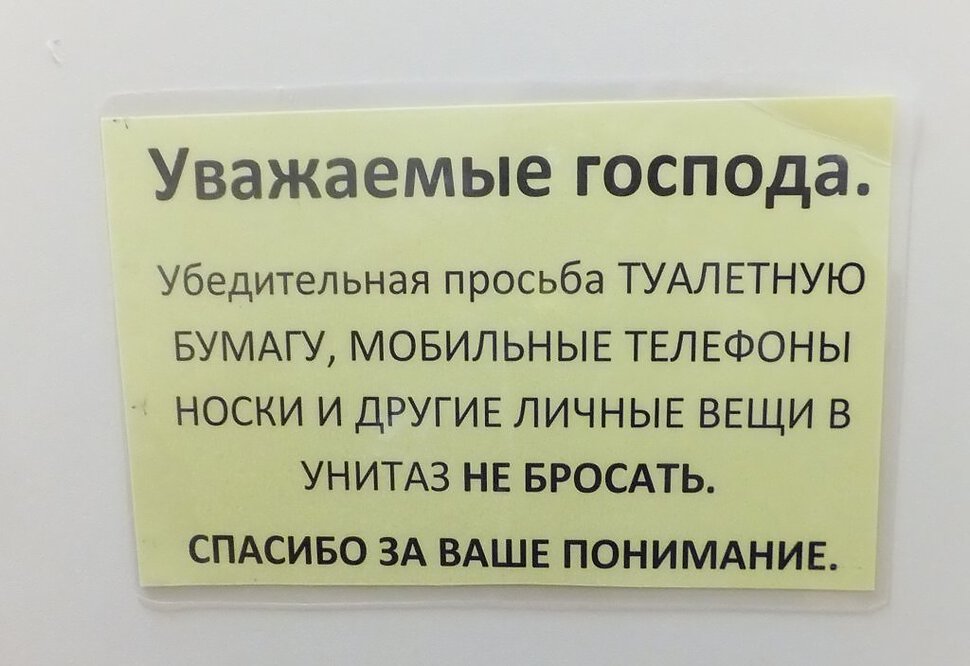 Уважаемые господа.
Убедительная просьба ТУАЛЕТНУЮ
БУМАГУ, МОБИЛЬНЫЕ ТЕЛЕФОНЫ
НОСКИ И ДРУГИЕ ЛИЧНЫЕ ВЕЩИ В
УНИТАЗ НЕ БРОСАТЬ.
СПАСИБО ЗА ВАШЕ ПОНИМАНИЕ.